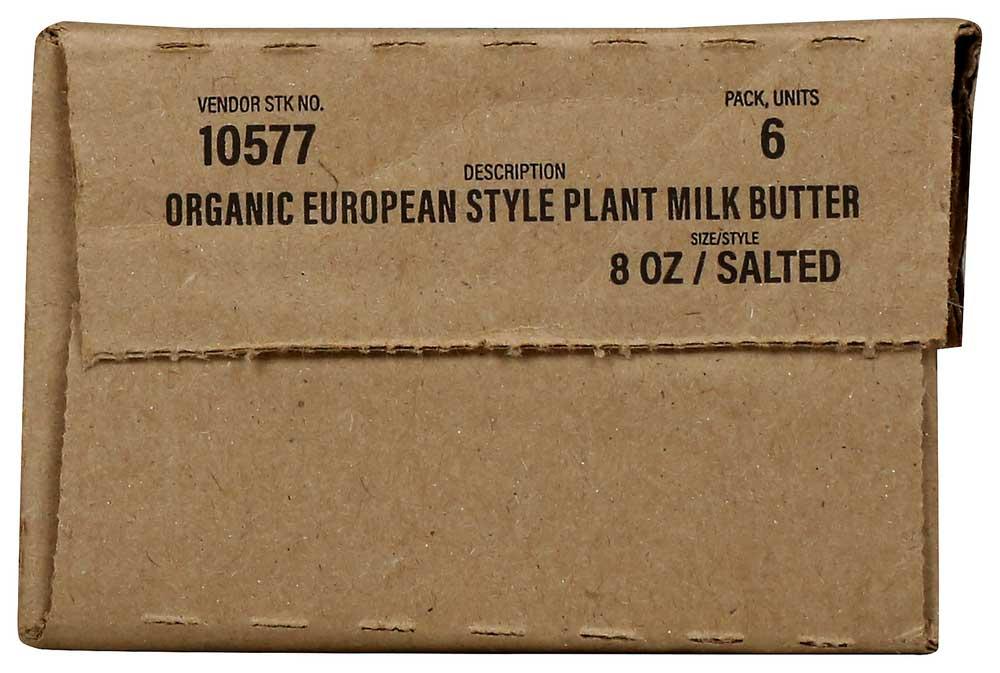 VENDOR STK NO.
10577
PACK, UNITS
6
DESCRIPTION
ORGANIC EUROPEAN STYLE PLANT MILK BUTTER
SIZE/STYLE
8 OZ / SALTED